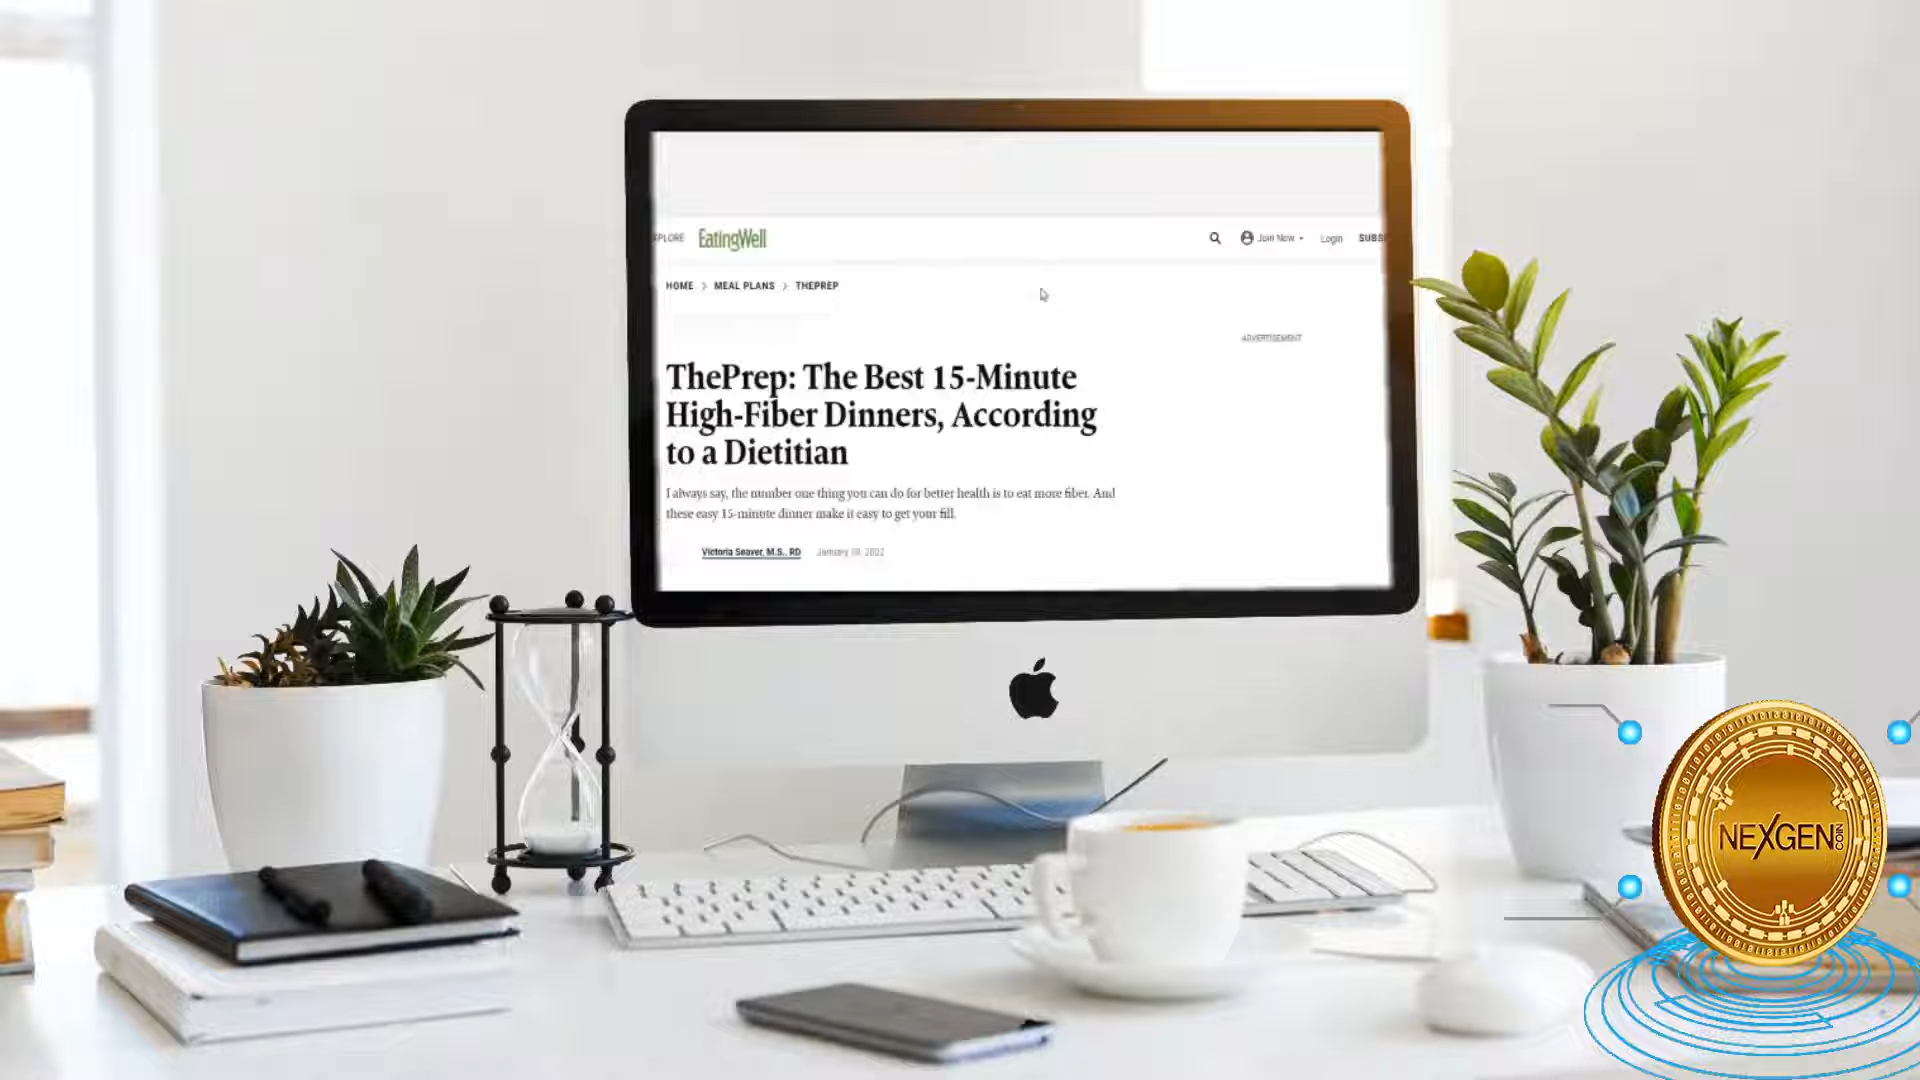 XPLORE EatingWell Join Now Login SUBS
HOME > MEAL PLANS > THEPREP
ADVERTISEMENT
ThePrep: The Best 15-Minute
High-Fiber Dinners, According
to a Dietitian
I always say, the number one thing you can do for better health is to eat more fiber. And
these easy 15-minute dinner make it easy to get your fill.
Victoria Seaver, M.S., RD January 18, 2022
NEXGEN COIN